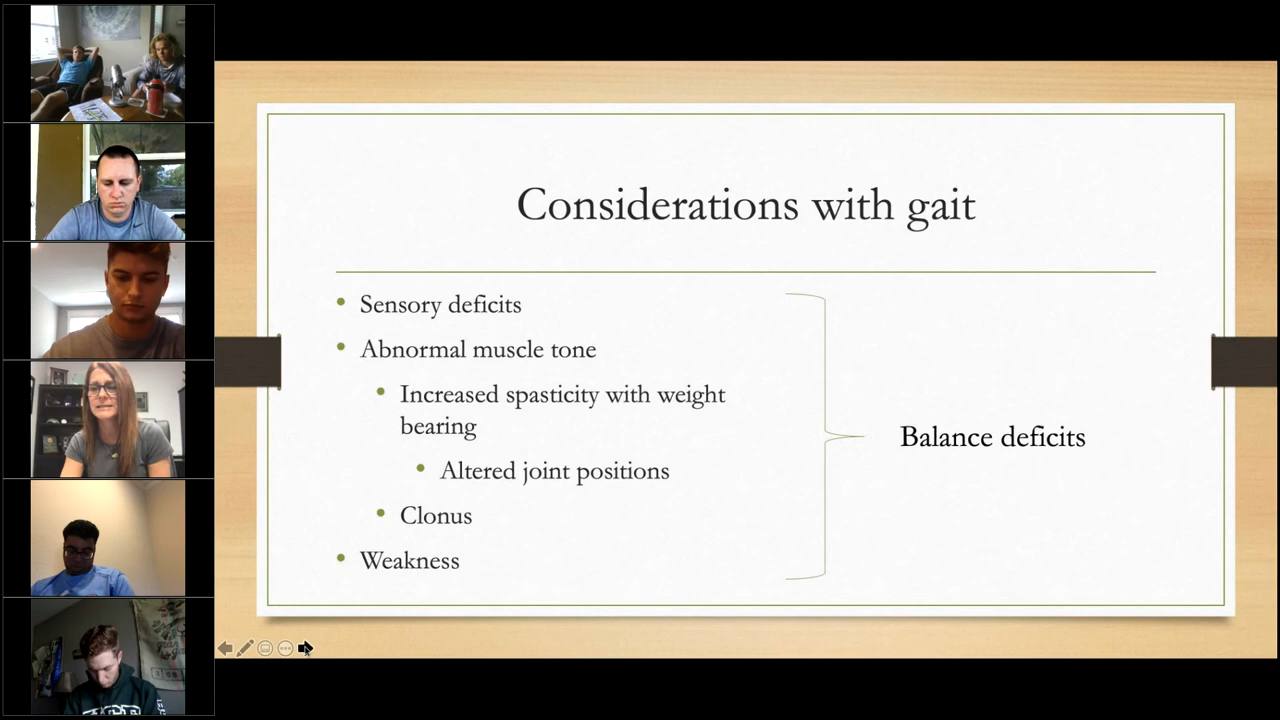 Considerations with gait
Sensory deficits
Abnormal muscle tone
Increased spasticity with weight
bearing
Altered joint positions
Clonus
Weakness
Balance deficits